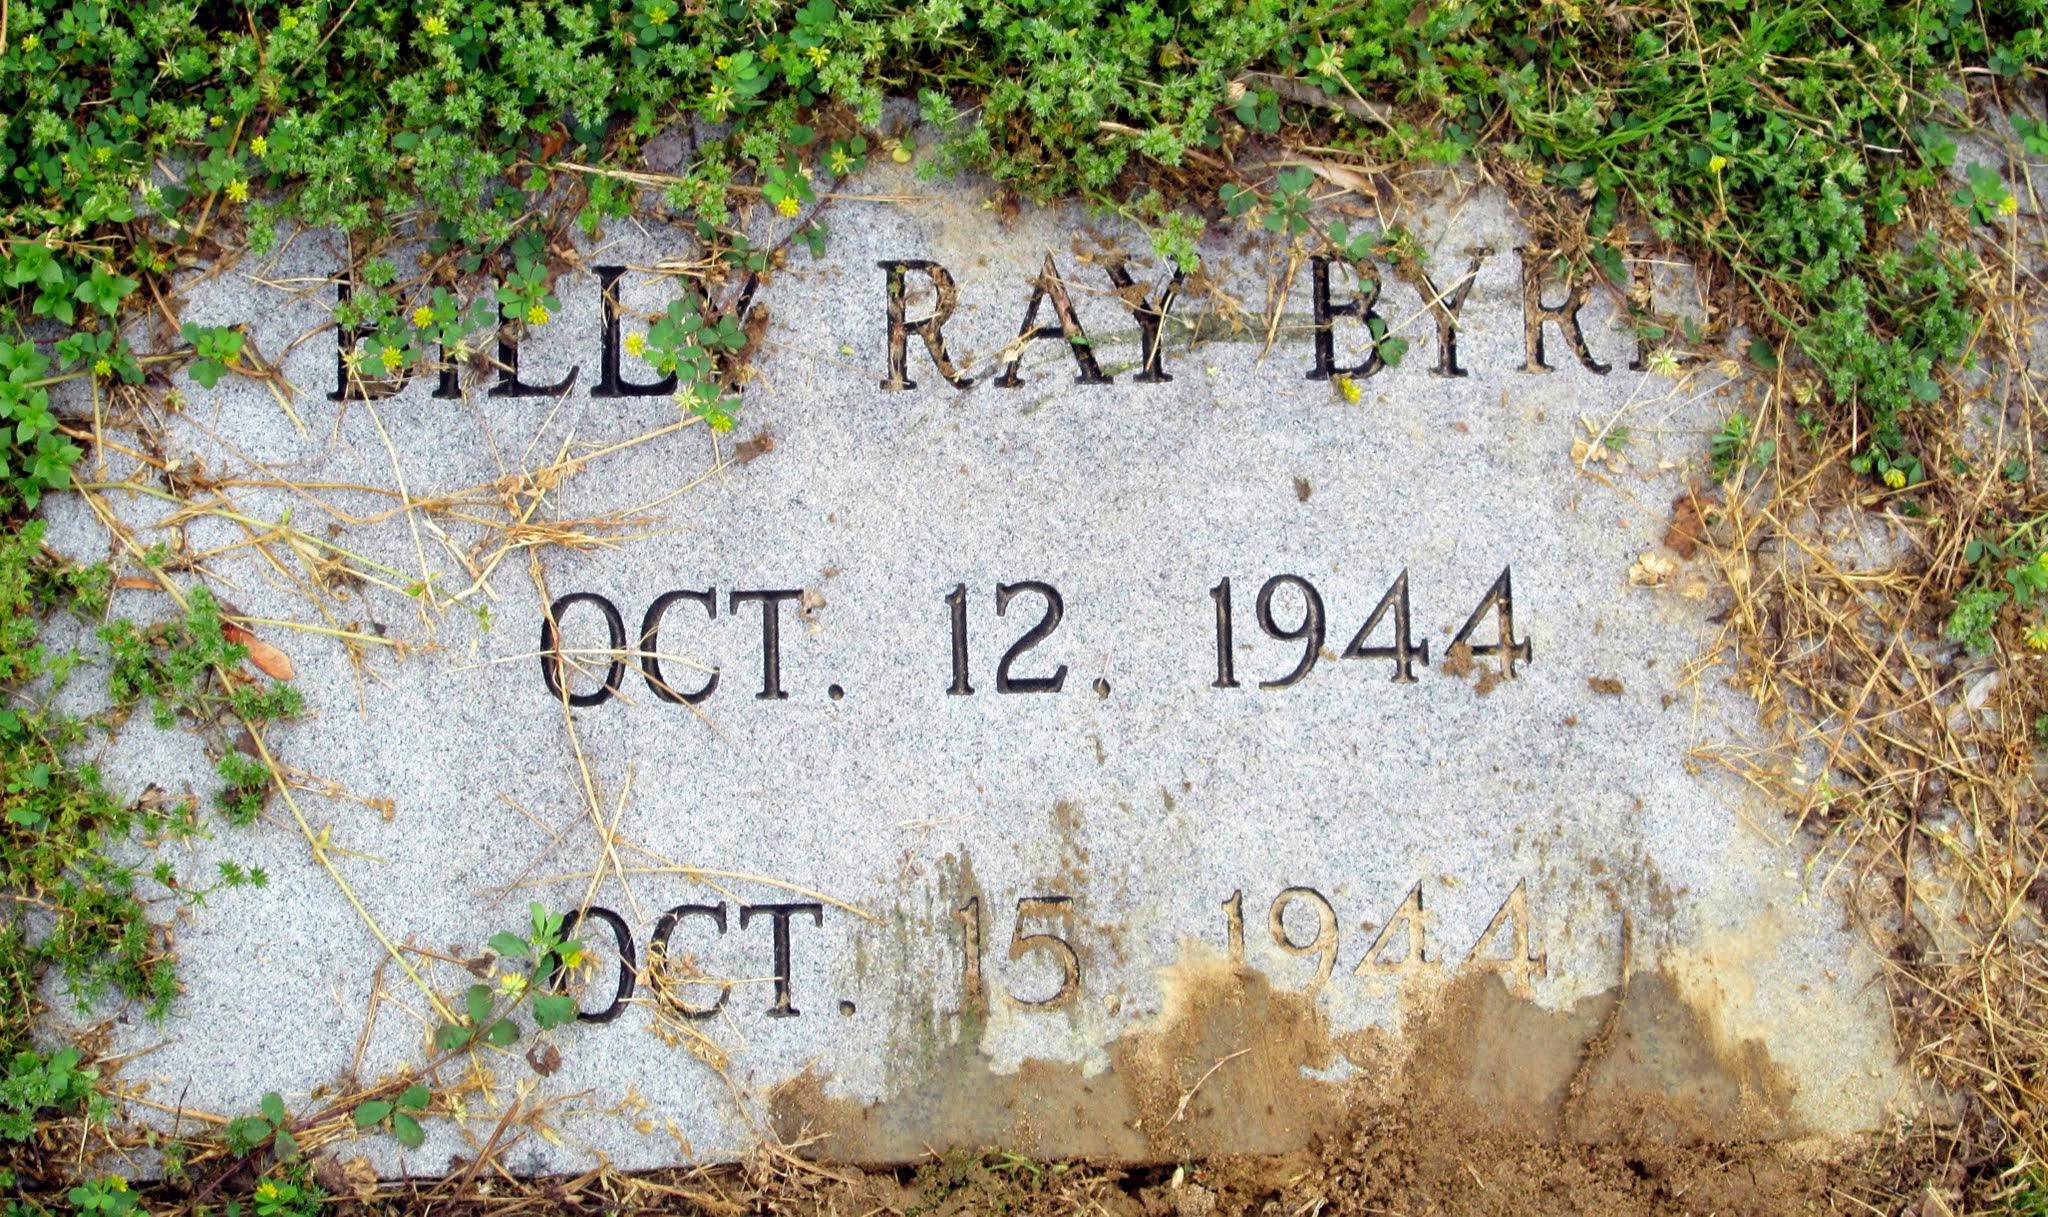 BILLY RAY BYR
OCT. 12. 1944
OCT. 15. 1944